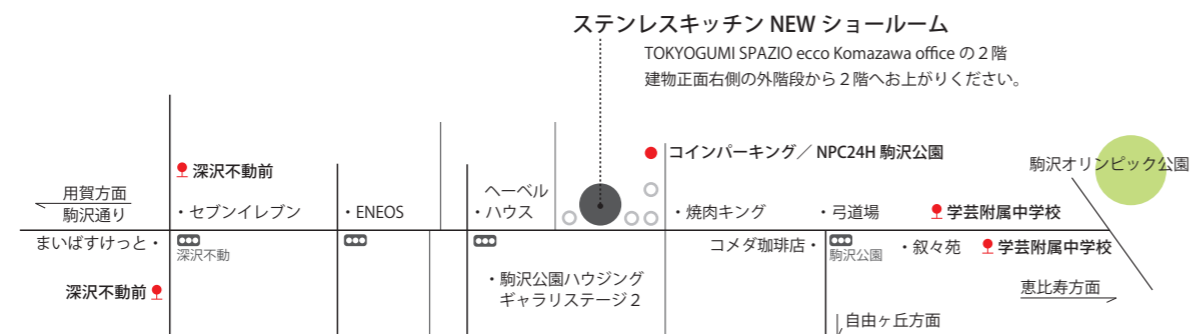 ステンレスキッチン NEW ショールーム
TOKYOGUMI SPAZIO ecco Komazawa office の２階
建物正面右側の外階段から２階へお上がりください。
コインパーキング／ NPC24H 駒沢公園
駒沢オリンピック公園
深沢不動前
用賀方面
駒沢通り
・セブンイレブン
・ENEOS
ヘーベル
・ハウス
・焼肉キング
・弓道場
学芸附属中学校
まいばすけっと・
深沢不動
コメダ珈琲店・
駒沢公園
・叙々苑
学芸附属中学校
深沢不動前
・駒沢公園ハウジング
ギャラリステージ２
恵比寿方面
自由ヶ丘方面